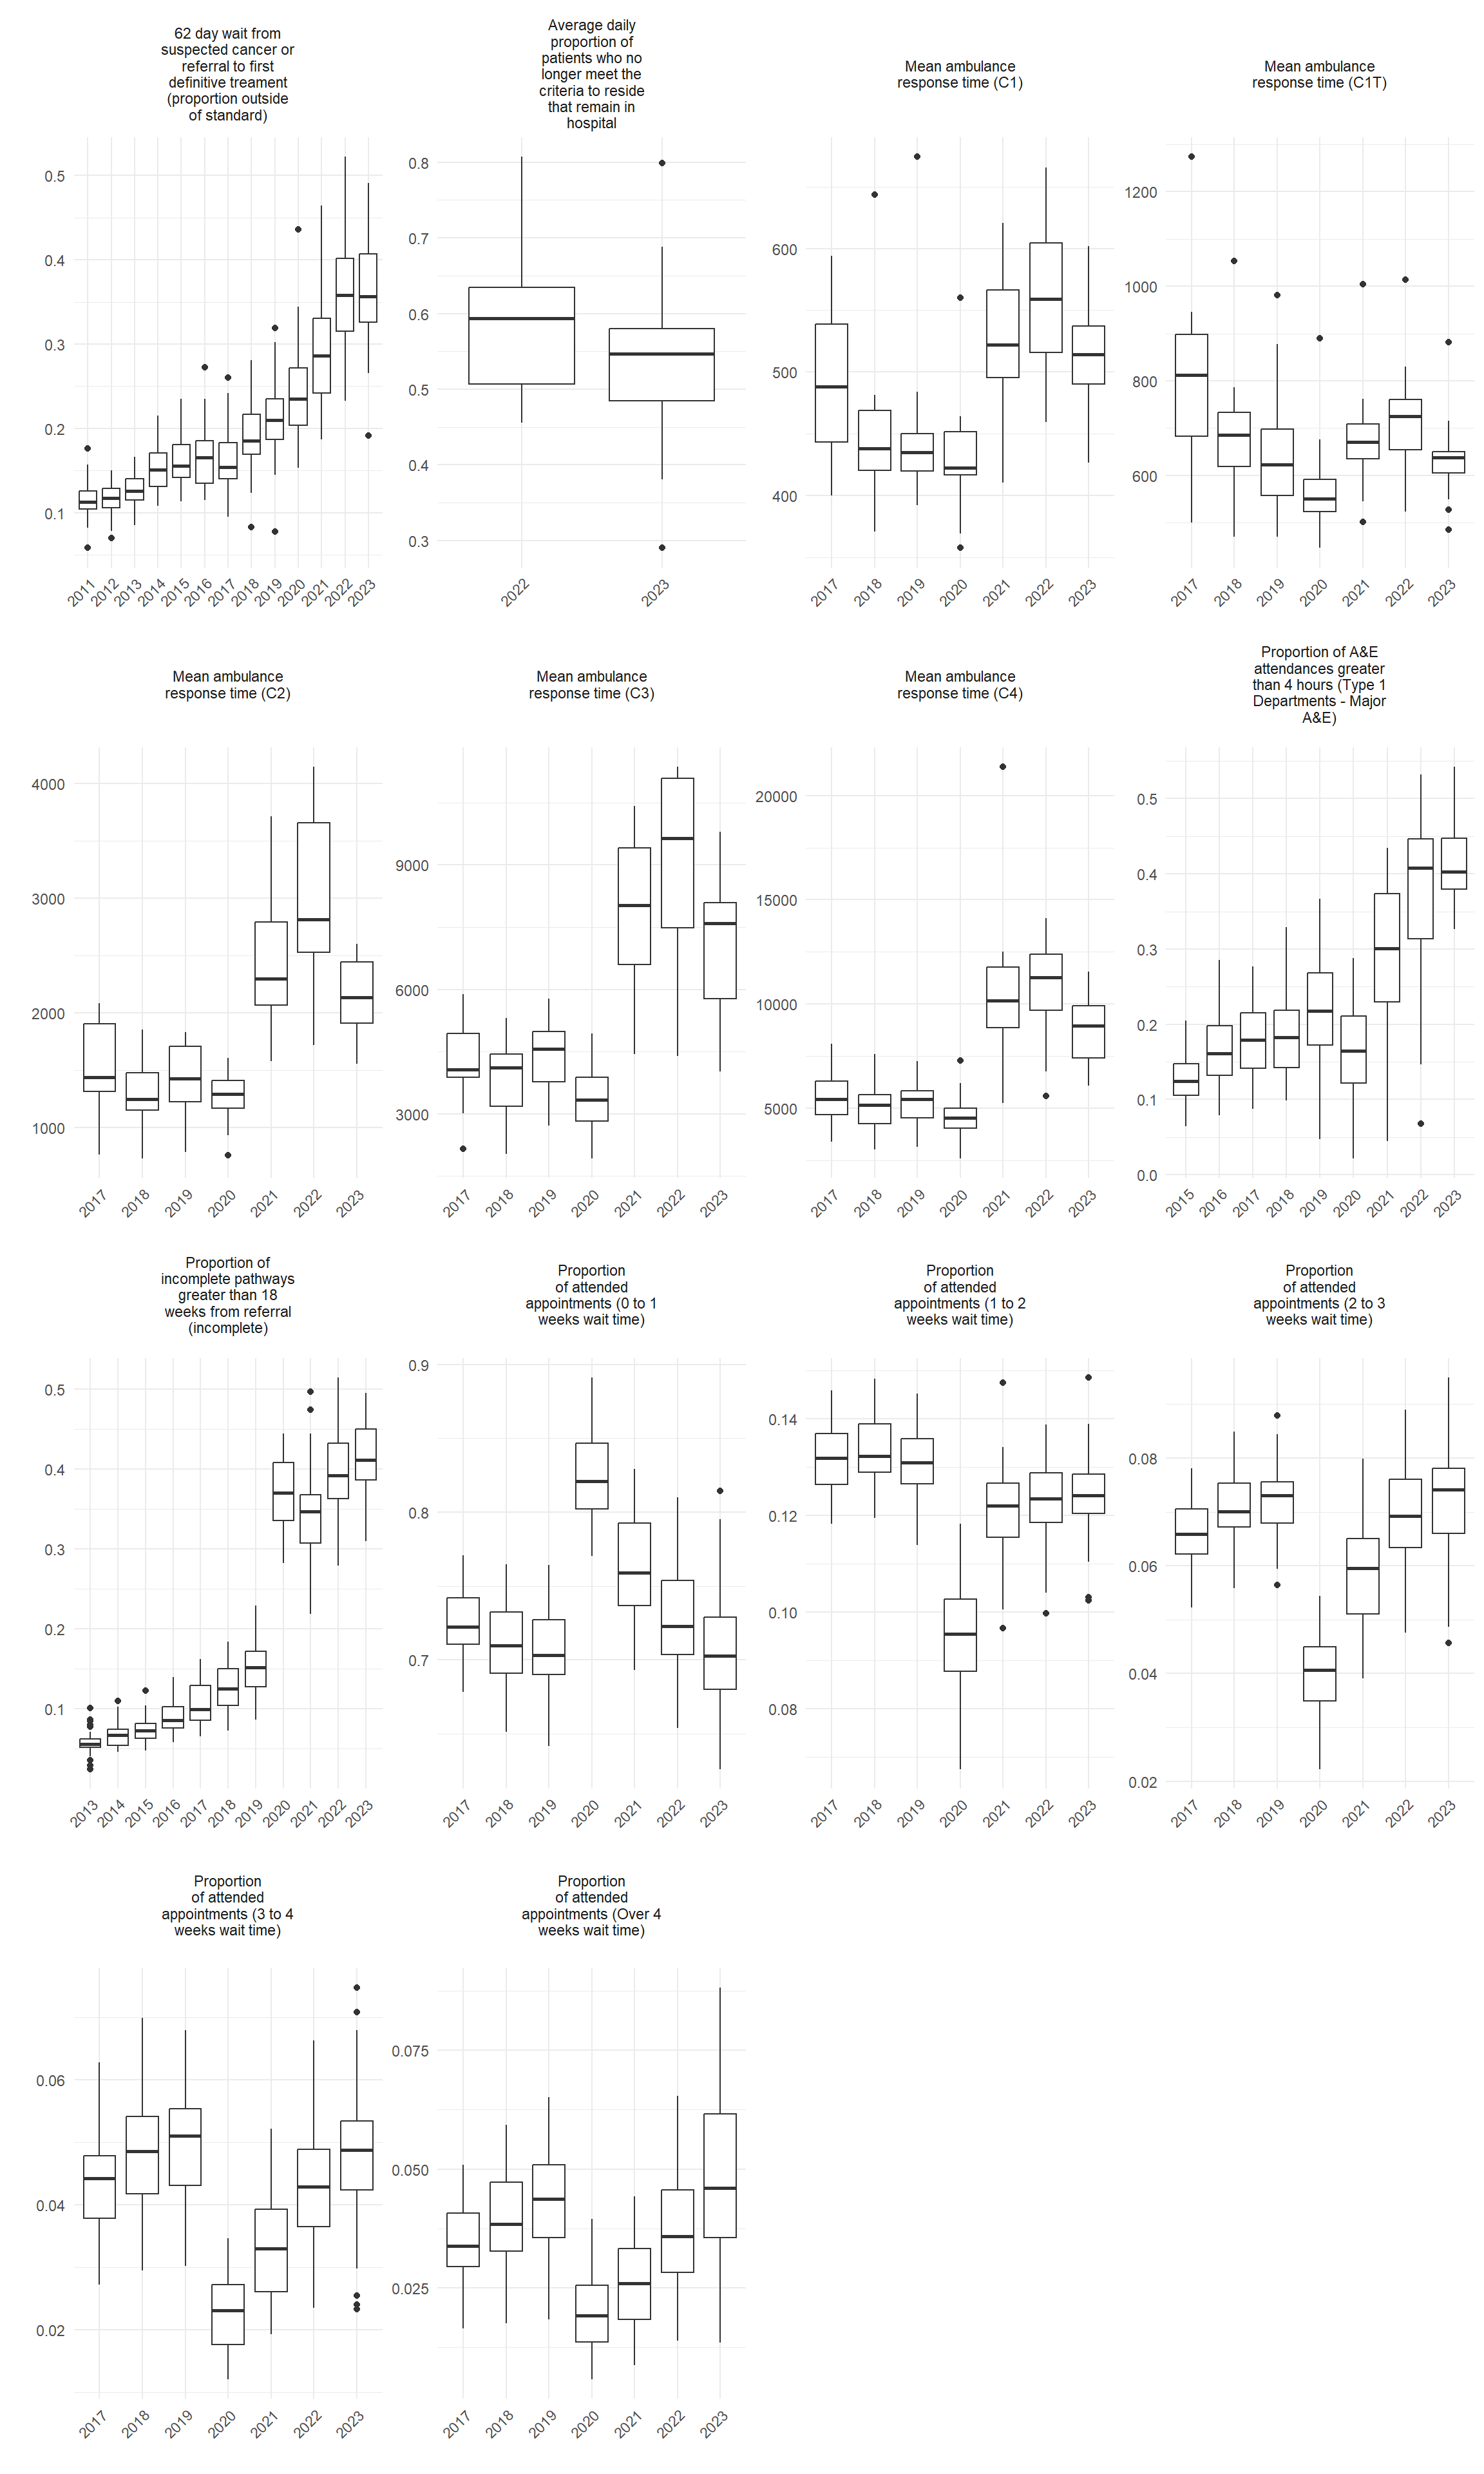 62 day wait from
suspected cancer or
referral to first
definitive treament
(proportion outside
of standard)
0.5
0.4
0.3
0.2
0.1
2011 2012 2013 2014 2015 2016 2017 2018 2019 2020 2021 2022 2023
Average daily
proportion of
patients who no
longer meet the
criteria to reside
that remain in
hospital
0.8
0.7
0.6
0.5
0.4
0.3
2022 2023
Mean ambulance
response time (C1)
600
500
400
2017 2018 2019 2020 2021 2022 2023
Mean ambulance
response time (C1T)
1200
1000
800
600
2017 2018 2019 2020 2021 2022 2023
Mean ambulance
response time (C2)
4000
3000
2000
1000
2017 2018 2019 2020 2021 2022 2023
Mean ambulance
response time (C3)
9000
6000
3000
2017 2018 2019 2020 2021 2022 2023
Mean ambulance
response time (C4)
20000
15000
10000
5000
2017 2018 2019 2020 2021 2022 2023
Proportion of A&E
attendances greater
than 4 hours (Type 1
Departments - Major
A&E)
0.5
0.4
0.3
0.2
0.1
0.0
2015 2016 2017 2018 2019 2020 2021 2022 2023
Proportion of
incomplete pathways
greater than 18
weeks from referral
(incomplete)
0.5
0.4
0.3
0.2
0.1
2013 2014 2015 2016 2017 2018 2019 2020 2021 2022 2023
Proportion
of attended
appointments (0 to 1
weeks wait time)
0.9
0.8
0.7
2017 2018 2019 2020 2021 2022 2023
Proportion
of attended
appointments (1 to 2
weeks wait time)
0.14
0.12
0.10
0.08
2017 2018 2019 2020 2021 2022 2023
Proportion
of attended
appointments (2 to 3
weeks wait time)
0.08
0.06
0.04
0.02
2017 2018 2019 2020 2021 2022 2023
Proportion
of attended
appointments (3 to 4
weeks wait time)
0.06
0.04
0.02
2017 2018 2019 2020 2021 2022 2023
Proportion
of attended
appointments (Over 4
weeks wait time)
0.075
0.050
0.025
2017 2018 2019 2020 2021 2022 2023